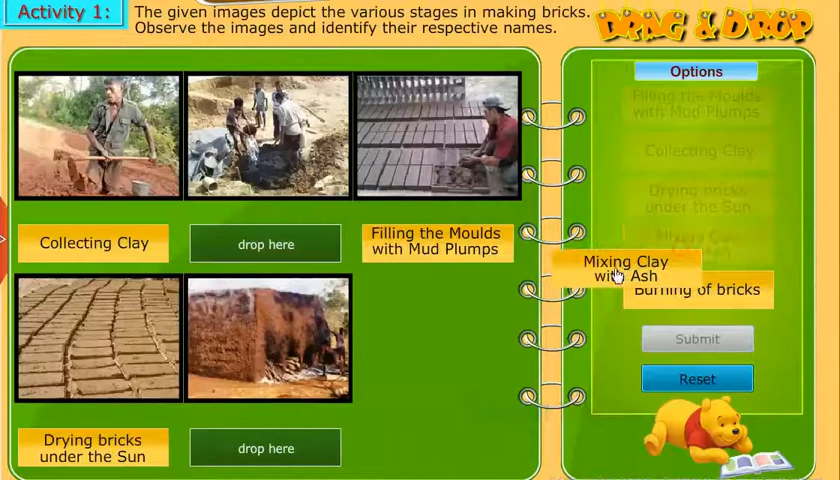 Activity 1:
The given images depict the various stages in making bricks.
Observe the images and identify their respective names.
DRAG & DROP
Collecting Clay
drop here
Filling the Moulds
with Mud Plumps
Drying bricks
under the Sun
drop here
Options
Filling the Moulds
with Mud Plumps
Collecting Clay
Drying bricks
under the Sun
Mixing Clay
with Ash
Burning of bricks
Submit
Reset